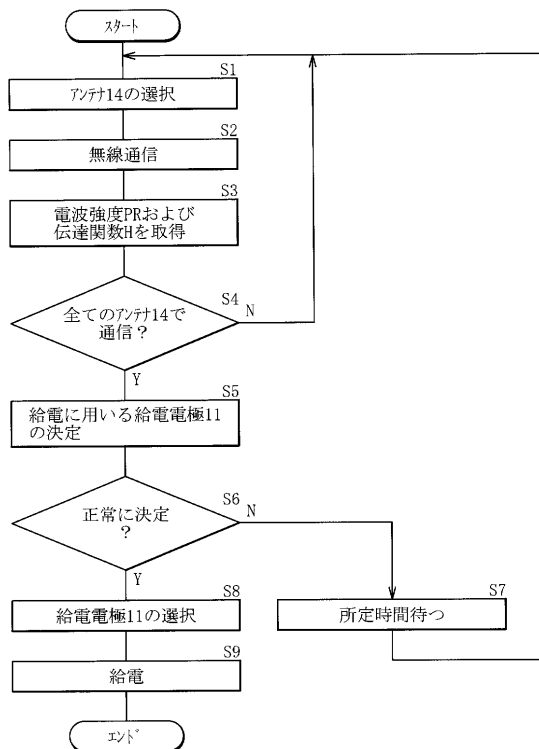 スタート
S1
アンテナ14の選択
S2
無線通信
S3
電波強度PRおよび
伝達関数Hを取得
S4
全てのアンテナ14で
通信？
N
Y
S5
給電に用いる給電電極11
の決定
S6
正常に決定
？
N
Y
S8
給電電極11の選択
S7
所定時間待つ
S9
給電
エンド